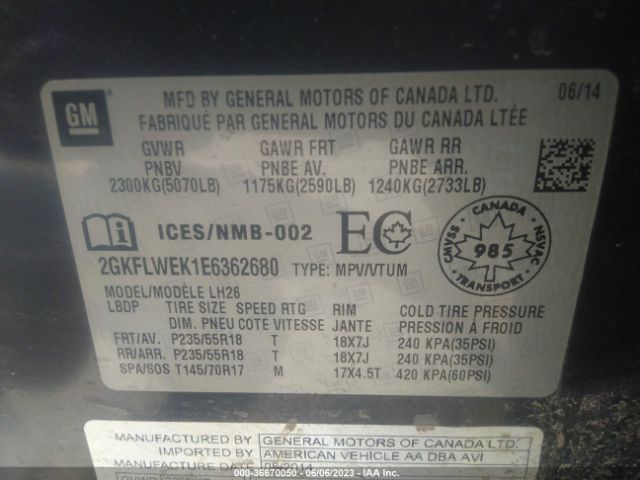 GM
MFD BY GENERAL MOTORS OF CANADA LTD. 06/14
FABRIQUÉ PAR GENERAL MOTORS DU CANADA LTÉE
GVWR GAWR FRT GAWR RR
PNBV PNBE AV. PNBE ARR.
2300KG(5070LB) 1175KG(2590LB) 1240KG(2733LB)
ICES/NMB-002 EC
CANADA
CMVSS 985 NSVAC
2GKFLWEK1E6362680 TYPE: MPV/VTUM
MODEL/MODÈLE LH26
LBDP TIRE SIZE SPEED RTG RIM COLD TIRE PRESSURE
DIM. PNEU COTE VITESSE JANTE PRESSION À FROID
FRT/AV. P235/55R18 T 18X7J 240 KPA(35PSI)
RR/ARR. P235/55R18 T 18X7J 240 KPA(35PSI)
SPA/SOS T145/70R17 M 17X4.5T 420 KPA(60PSI)
MANUFACTURED BY GENERAL MOTORS OF CANADA LTD.
IMPORTED BY AMERICAN VEHICLE AA DBA AVI
MANUFACTURE DATE
000-36670050 - 06/06/2023 - IAA Inc.